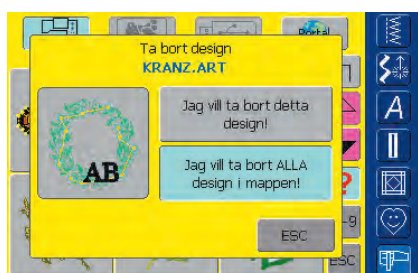 Portal
Ta bort design
KRANZ.ART
Jag vill ta bort detta
design!
AB
Jag vill ta bort ALLA
design i mappen!
?
-9
ESC
ESC
A